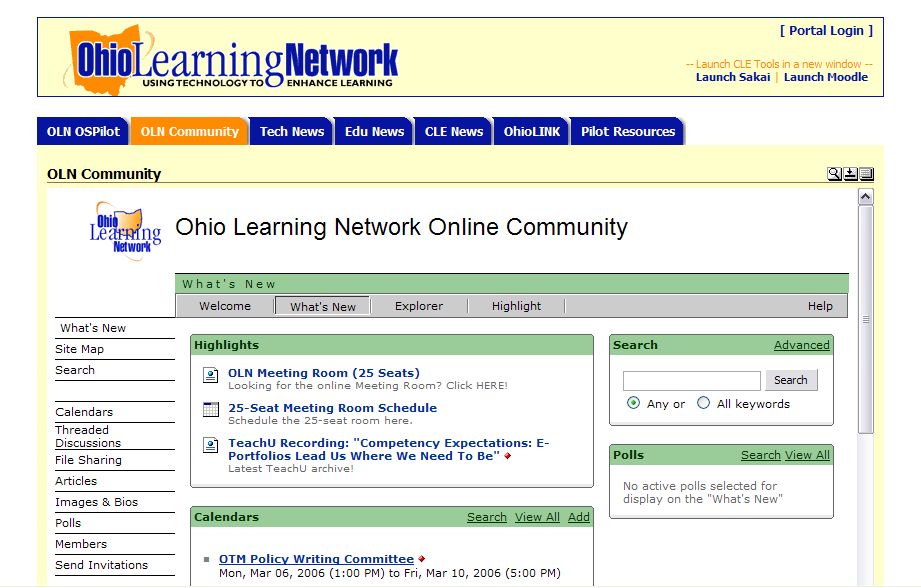 OhioLearningNetwork
USING TECHNOLOGY TO ENHANCE LEARNING
[ Portal Login ]
-- Launch CLE Tools in a new window --
Launch Sakai | Launch Moodle
OLN OSPilot OLN Community Tech News Edu News CLE News OhioLINK Pilot Resources
OLN Community
Ohio
Learning
Network
Ohio Learning Network Online Community
What's New
Welcome What's New Explorer Highlight Help
What's New
Site Map
Search
Calendars
Threaded
Discussions
File Sharing
Articles
Images & Bios
Polls
Members
Send Invitations
Highlights
OLN Meeting Room (25 Seats)
Looking for the online Meeting Room? Click HERE!
25-Seat Meeting Room Schedule
Schedule the 25-seat room here.
TeachU Recording: "Competency Expectations: E-
Portfolios Lead Us Where We Need To Be"
Latest TeachU archive!
Calendars Search View All Add
OTM Policy Writing Committee
Mon, Mar 06, 2006 (1:00 PM) to Fri, Mar 10, 2006 (5:00 PM)
Search Advanced
Search
Any or All keywords
Polls Search View All
No active polls selected for
display on the "What's New"